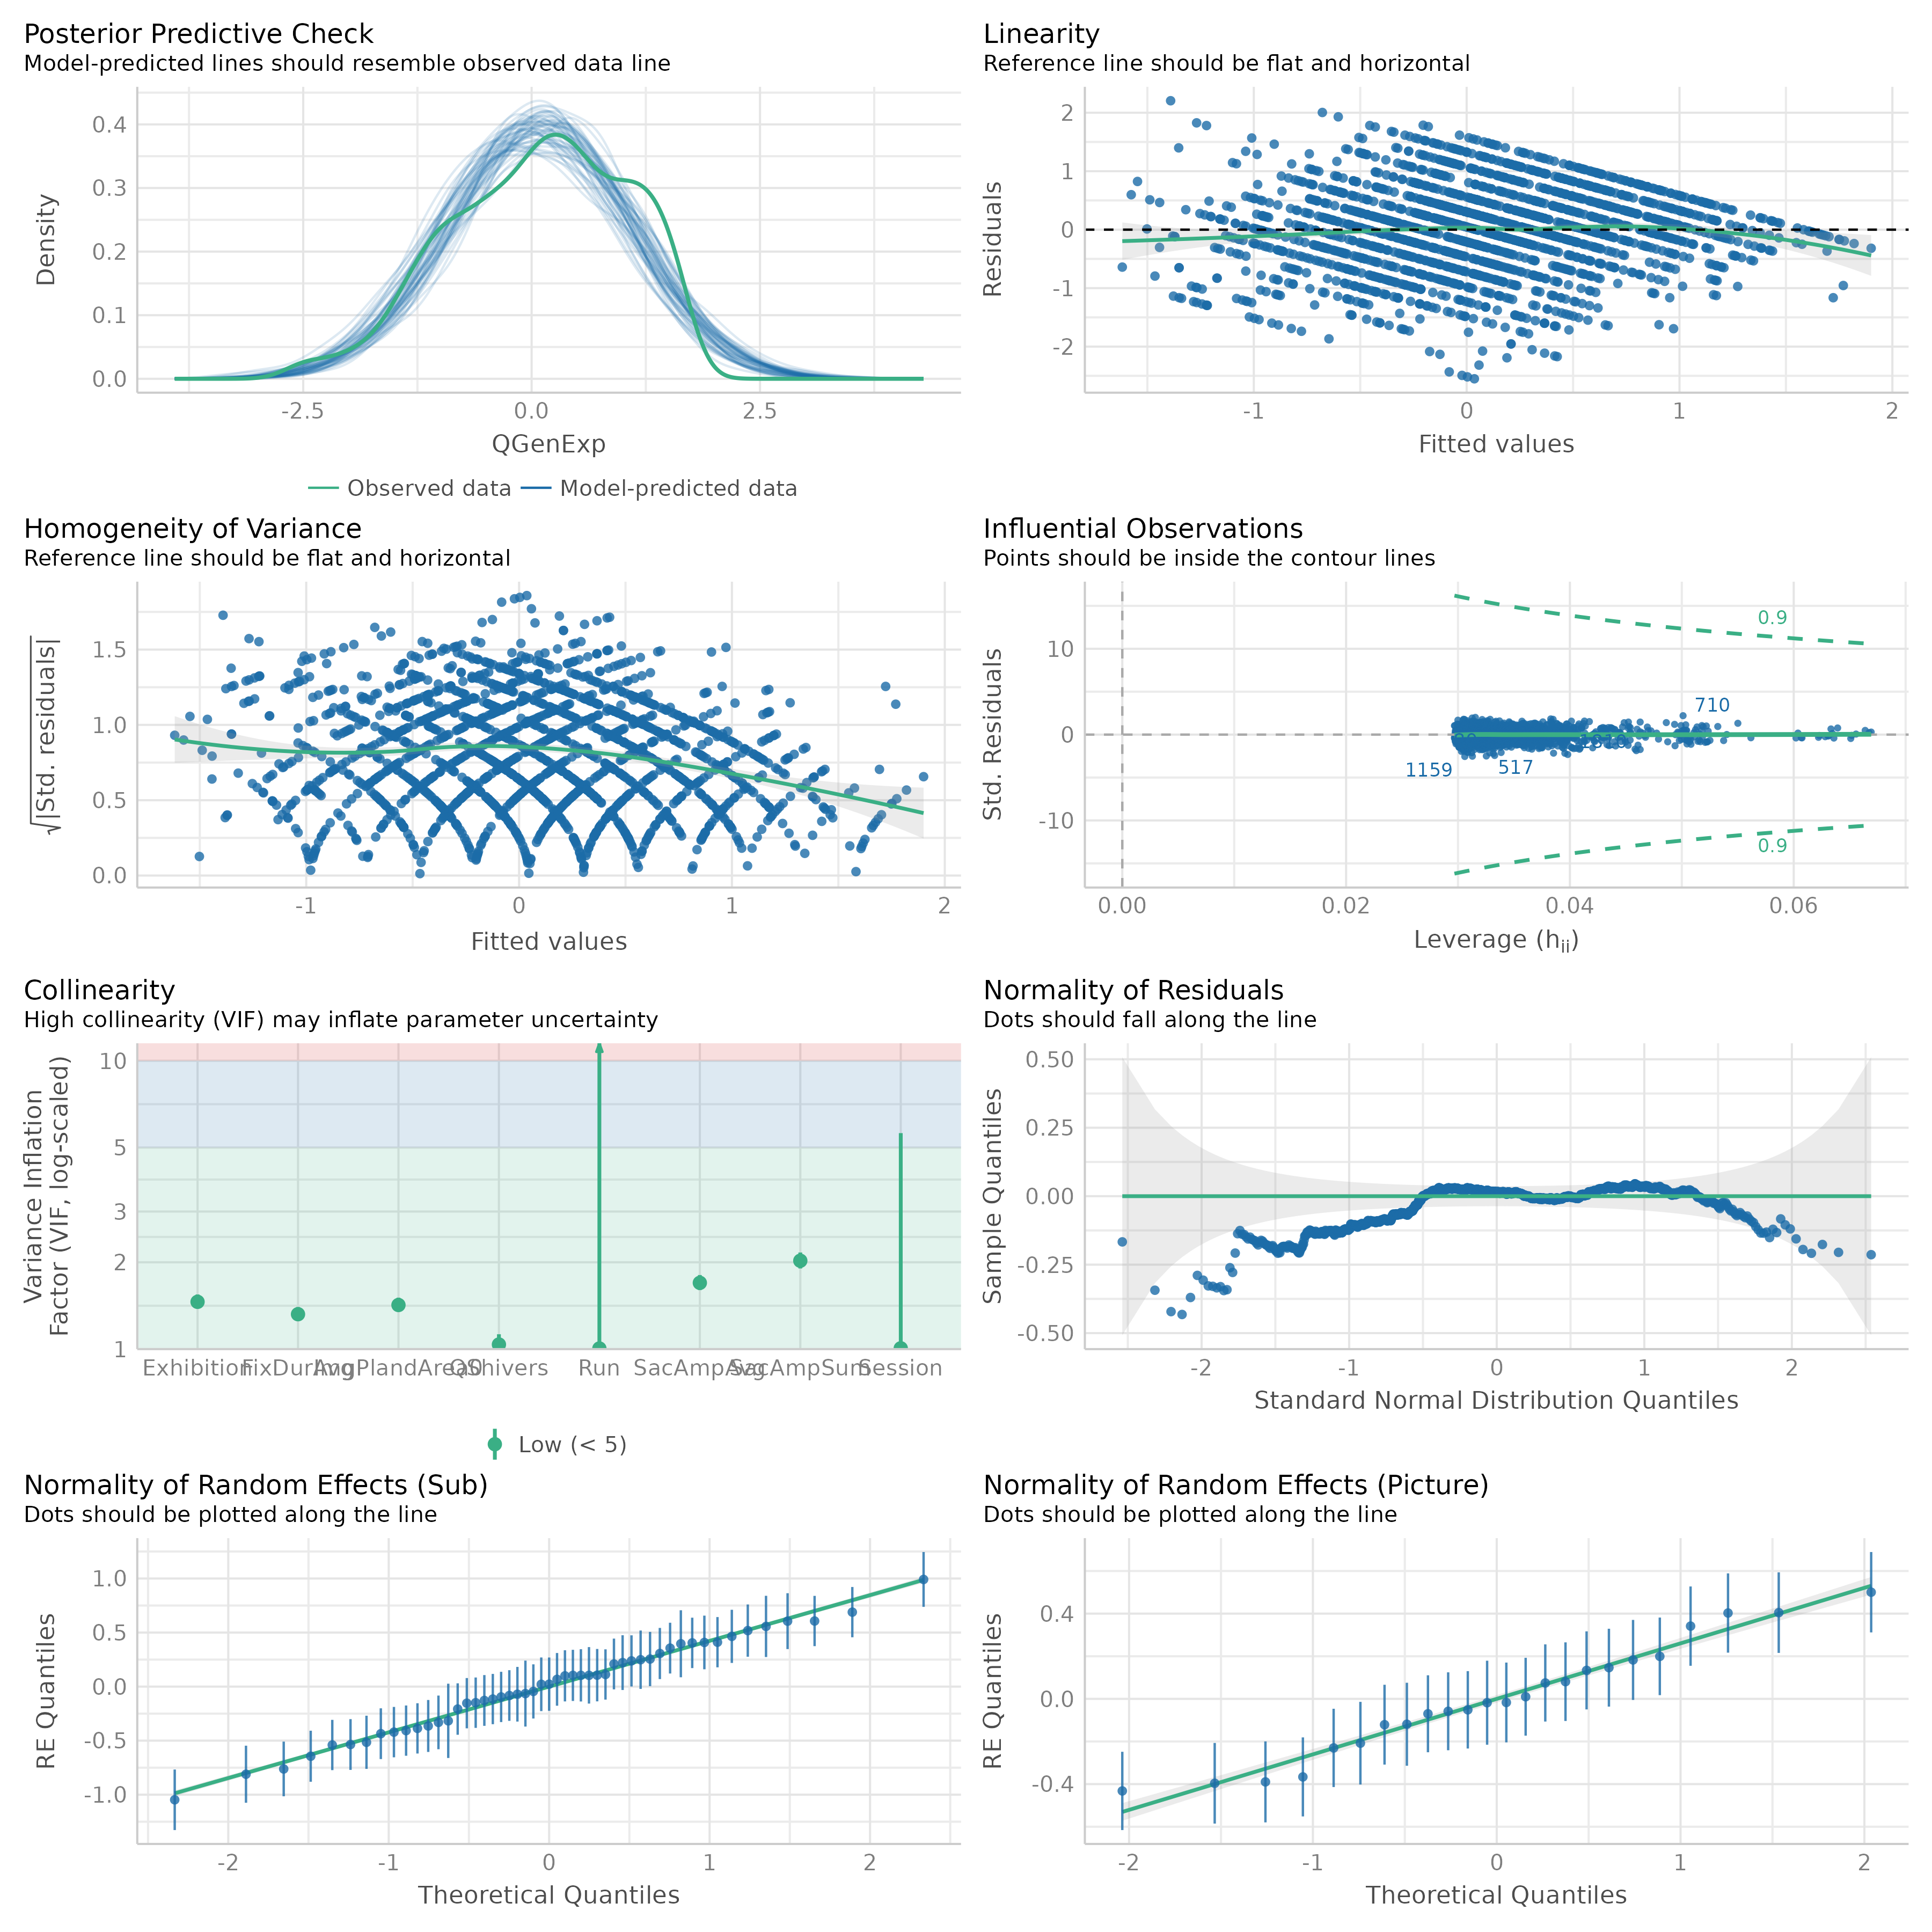 Posterior Predictive Check
Model-predicted lines should resemble observed data line
0.4
0.3
0.2
0.1
0.0
Density
-2.5 0.0 2.5
QGenExp
Observed data Model-predicted data
Linearity
Reference line should be flat and horizontal
2
1
0
-1
-2
Residuals
-1 0 1 2
Fitted values
Homogeneity of Variance
Reference line should be flat and horizontal
1.5
1.0
0.5
0.0
√|Std. residuals|
-1 0 1 2
Fitted values
Influential Observations
Points should be inside the contour lines
10
0
-10
Std. Residuals
0.9
710
1159
517
0.9
0.00 0.02 0.04 0.06
Leverage (hii)
Collinearity
High collinearity (VIF) may inflate parameter uncertainty
10
5
3
2
1
Variance Inflation
Factor (VIF, log-scaled)
Exhibition FixDurAvg Run SacAmpAvg SacAmpSum Session
Low (< 5)
Normality of Residuals
Dots should fall along the line
0.50
0.25
0.00
-0.25
-0.50
Sample Quantiles
-2 -1 0 1 2
Standard Normal Distribution Quantiles
Normality of Random Effects (Sub)
Dots should be plotted along the line
1.0
0.5
0.0
-0.5
-1.0
RE Quantiles
-2 -1 0 1 2
Theoretical Quantiles
Normality of Random Effects (Picture)
Dots should be plotted along the line
0.4
0.0
-0.4
RE Quantiles
-2 -1 0 1 2
Theoretical Quantiles